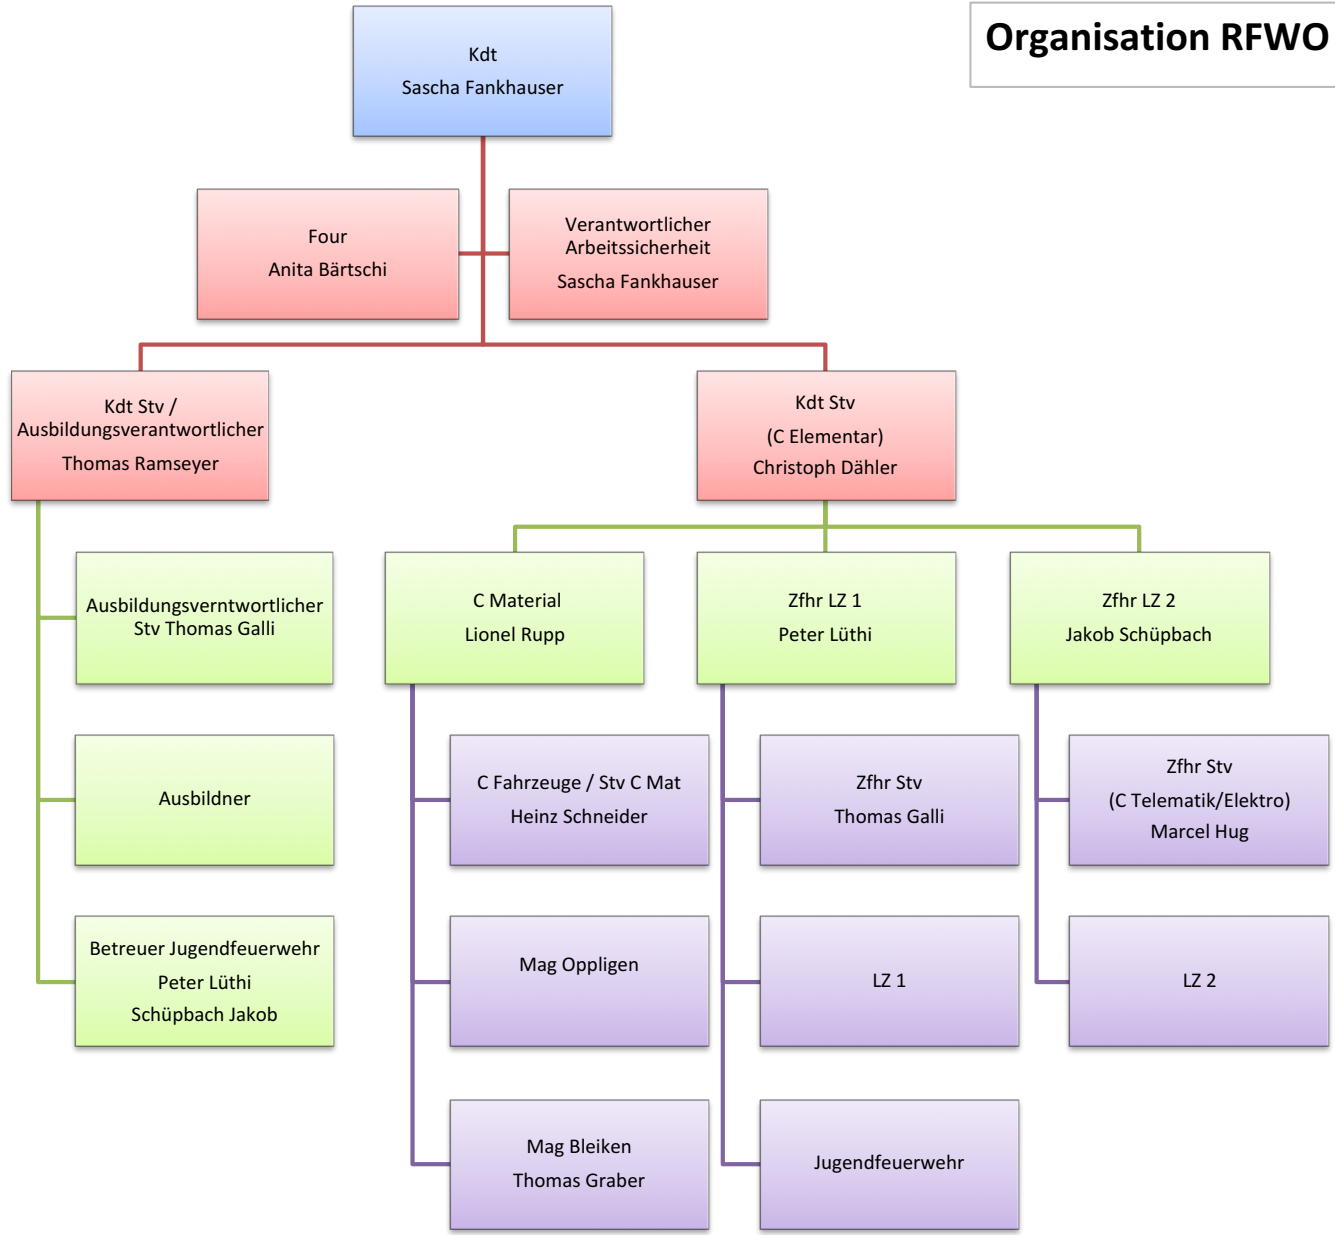 Organisation RFWO
Kdt
Sascha Fankhauser
Four
Anita Bärtschi
Verantwortlicher
Arbeitssicherheit
Sascha Fankhauser
Kdt Stv /
Ausbildungsverantwortlicher
Thomas Ramseyer
Kdt Stv
(C Elementar)
Christoph Dähler
Ausbildungsverntwortlicher
Stv Thomas Galli
C Material
Lionel Rupp
Zfhr LZ 1
Peter Lüthi
Zfhr LZ 2
Jakob Schüpbach
Ausbildner
C Fahrzeuge / Stv C Mat
Heinz Schneider
Zfhr Stv
Thomas Galli
Zfhr Stv
(C Telematik/Elektro)
Marcel Hug
Betreuer Jugendfeuerwehr
Peter Lüthi
Schüpbach Jakob
Mag Oppligen
LZ 1
LZ 2
Mag Bleiken
Thomas Graber
Jugendfeuerwehr